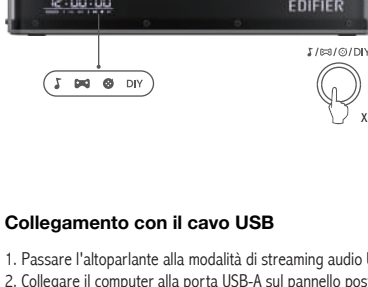 12:00:00
EDIFIER
♪/🎮/⊙/DIY
♪ 🎮 DIY
X
Collegamento con il cavo USB
1. Passare l'altoparlante alla modalità di streaming audio
2. Collegare il computer alla porta USB-A sul pannello